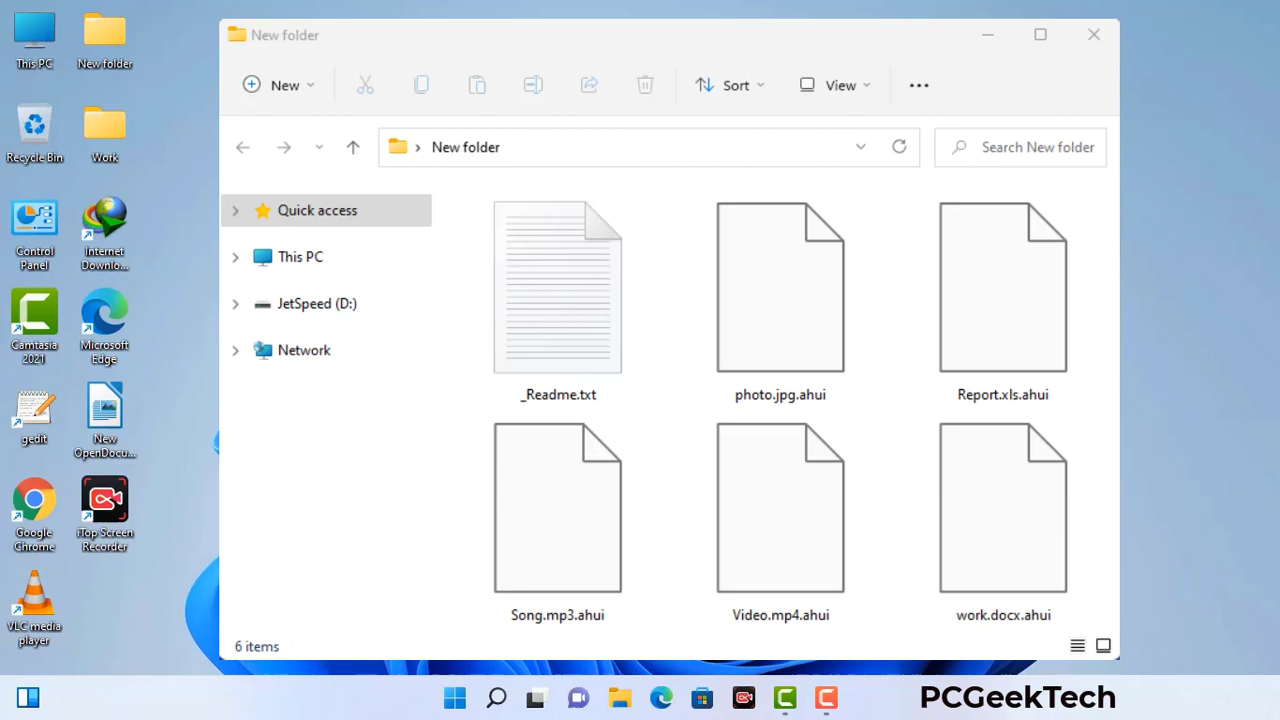 This PC
New folder
Recycle Bin
Work
Control
Panel
Internet
Downlo...
Camtasia
2021
Microsoft
Edge
gedit
New
OpenDocu...
Google
Chrome
iTop Screen
Recorder
VLC media
player
New folder
New
Sort
View
New folder
Search New folder
Quick access
This PC
JetSpeed (D:)
Network
_Readme.txt
photo.jpg.ahui
Report.xls.ahui
Song.mp3.ahui
Video.mp4.ahui
work.docx.ahui
6 items
PCGeekTech